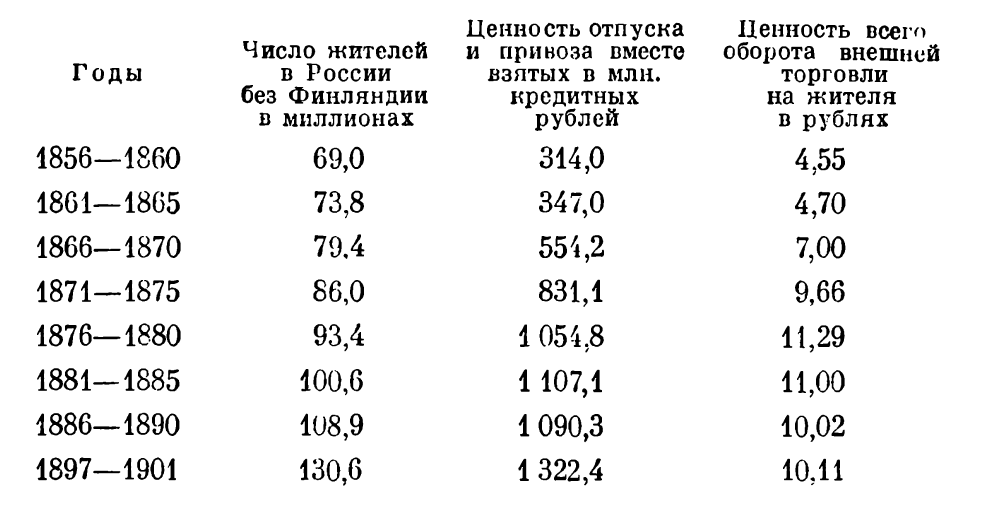 Годы
Число жителей
в России
без Финляндии
в миллионах
Ценность отпуска
и привоза вместе
взятых в млн.
кредитных
рублей
Ценность всего
оборота внешней
торговли
на жителя
в рублях
1856—1860 69,0 314,0 4,55
1861—1865 73,8 347,0 4,70
1866—1870 79,4 554,2 7,00
1871—1875 86,0 831,1 9,66
1876—1880 93,4 1 054,8 11,29
1881—1885 100,6 1 107,1 11,00
1886—1890 108,9 1 090,3 10,02
1897—1901 130,6 1 322,4 10,11